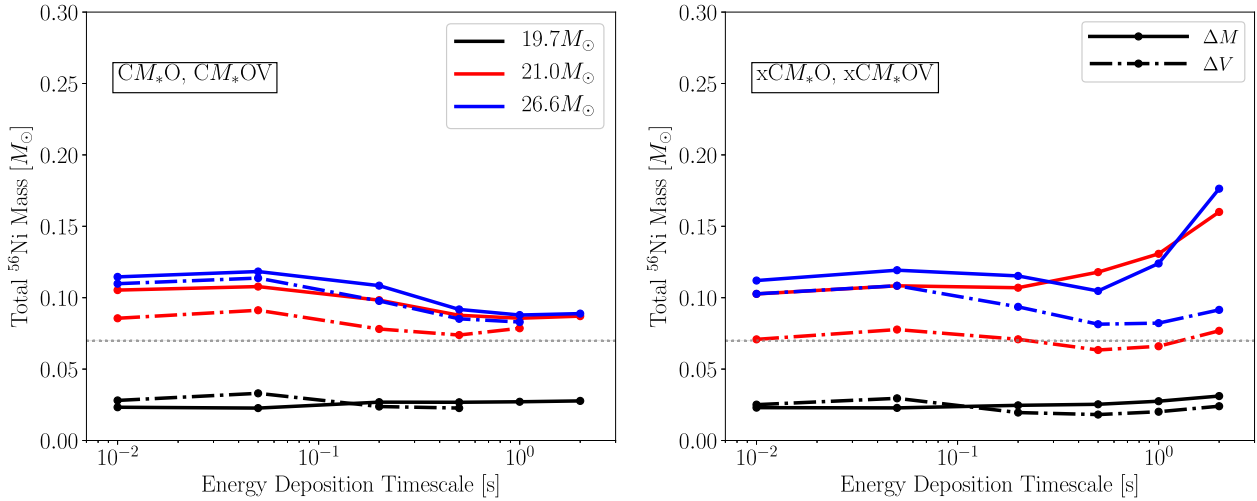 0.30
0.25
0.20
0.15
0.10
0.05
0.00
Total ⁵⁶Ni Mass [M⊙]
CM∗O, CM∗OV
19.7M⊙
21.0M⊙
26.6M⊙
10⁻²
10⁻¹
10⁰
Energy Deposition Timescale [s]
0.30
0.25
0.20
0.15
0.10
0.05
0.00
Total ⁵⁶Ni Mass [M⊙]
xCM∗O, xCM∗OV
ΔM
ΔV
10⁻²
10⁻¹
10⁰
Energy Deposition Timescale [s]